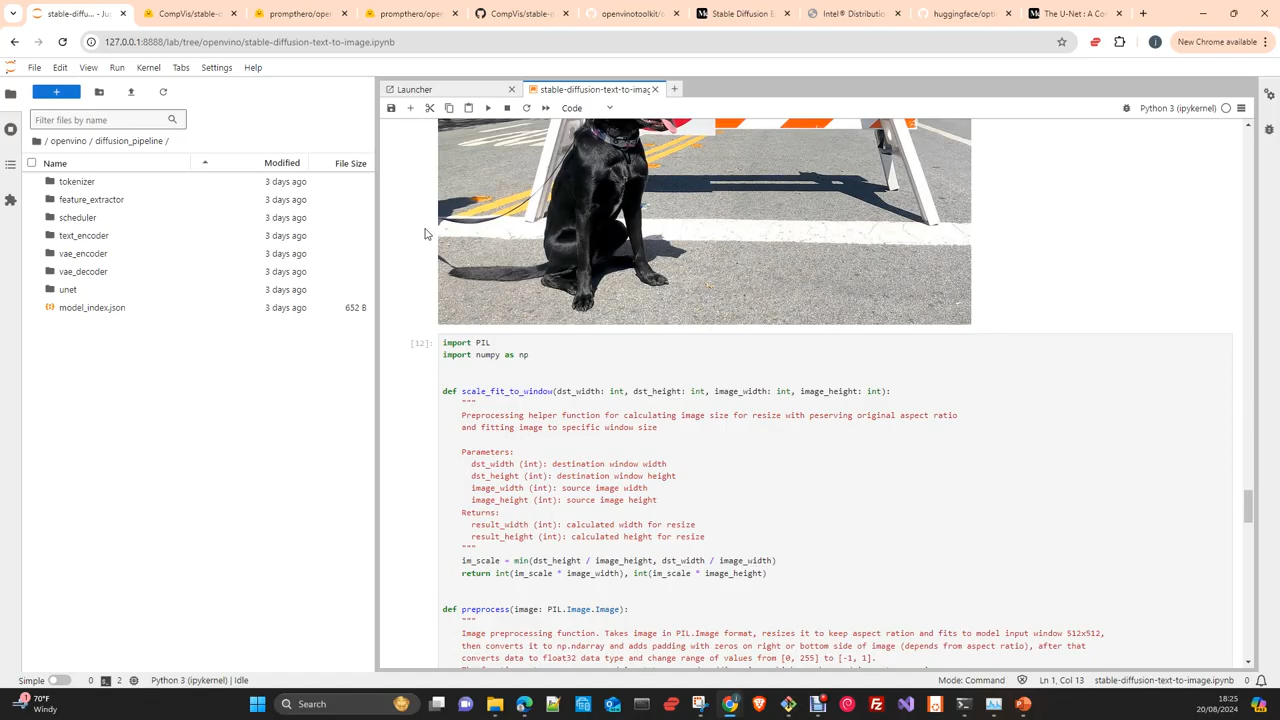 stable-diffusion-text-to-imag
stable-diff... - Ju
CompVis/stable-d
prompthero/open
prompthero/open
CompVis/stable-d
openvinotoolkit/
Stable Diffusion E
Intel® Distributio
huggingface/opti
The U-Net : A Co
127.0.0.1:8888/lab/tree/openvino/stable-diffusion-text-to-image.ipynb
New Chrome available
File Edit View Run Kernel Tabs Settings Help
Launcher
Code
Python 3 (ipykernel)
Filter files by name
/ openvino / diffusion_pipeline /
Name Modified File Size
tokenizer 3 days ago
feature_extractor 3 days ago
scheduler 3 days ago
text_encoder 3 days ago
vae_encoder 3 days ago
vae_decoder 3 days ago
unet 3 days ago
model_index.json 3 days ago 652 B
[12]:
import PIL
import numpy as np
def scale_fit_to_window(dst_width: int, dst_height: int, image_width: int, image_height: int):
"""
Preprocessing helper function for calculating image size for resize with peserving original aspect ratio
and fitting image to specific window size
Parameters:
dst_width (int): destination window width
dst_height (int): destination window height
image_width (int): source image width
image_height (int): source image height
Returns:
result_width (int): calculated width for resize
result_height (int): calculated height for resize
"""
im_scale = min(dst_height / image_height, dst_width / image_width)
return int(im_scale * image_width), int(im_scale * image_height)
def preprocess(image: PIL.Image.Image):
"""
Image preprocessing function. Takes image in PIL.Image format, resizes it to keep aspect ration and fits to model input window 512x512,
then converts it to np.ndarray and adds padding with zeros on right or bottom side of image (depends from aspect ratio), after that
converts data to float32 data type and change range of values from [0, 255] to [-1, 1].
Simple 0 2 Python 3 (ipykernel) | Idle
Mode: Command Ln 1, Col 13 stable-diffusion-text-to-image.ipynb 0
70°F
Windy
Search
18:25
20/08/2024